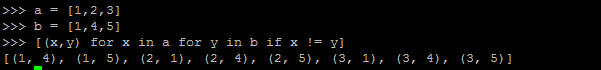 >>> a = [1,2,3]
>>> b = [1,4,5]
>>> [(x,y) for x in a for y in b if x != y]
[(1, 4), (1, 5), (2, 1), (2, 4), (2, 5), (3, 1), (3, 4), (3, 5)]